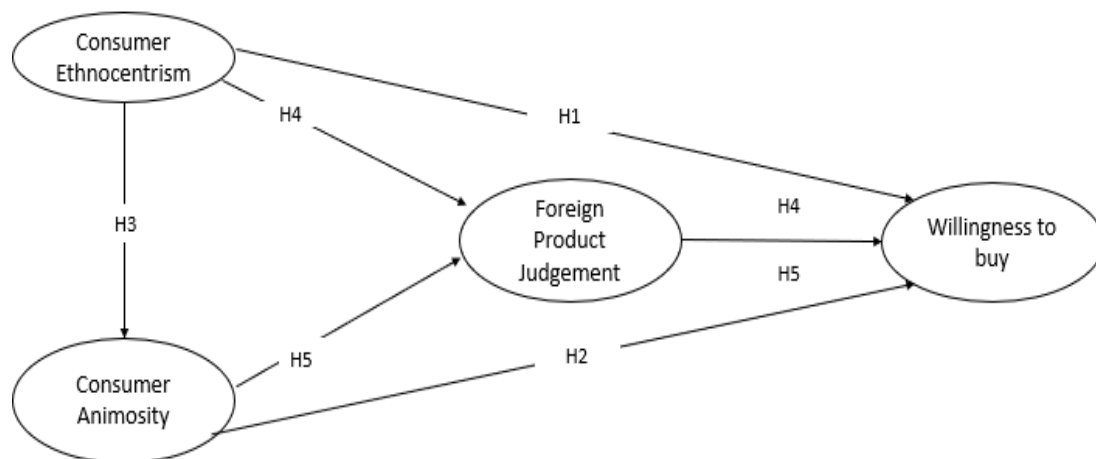 Consumer
Ethnocentrism
H4
H1
H3
Foreign
Product
Judgement
H4
H5
Willingness to
buy
H5
H2
Consumer
Animosity